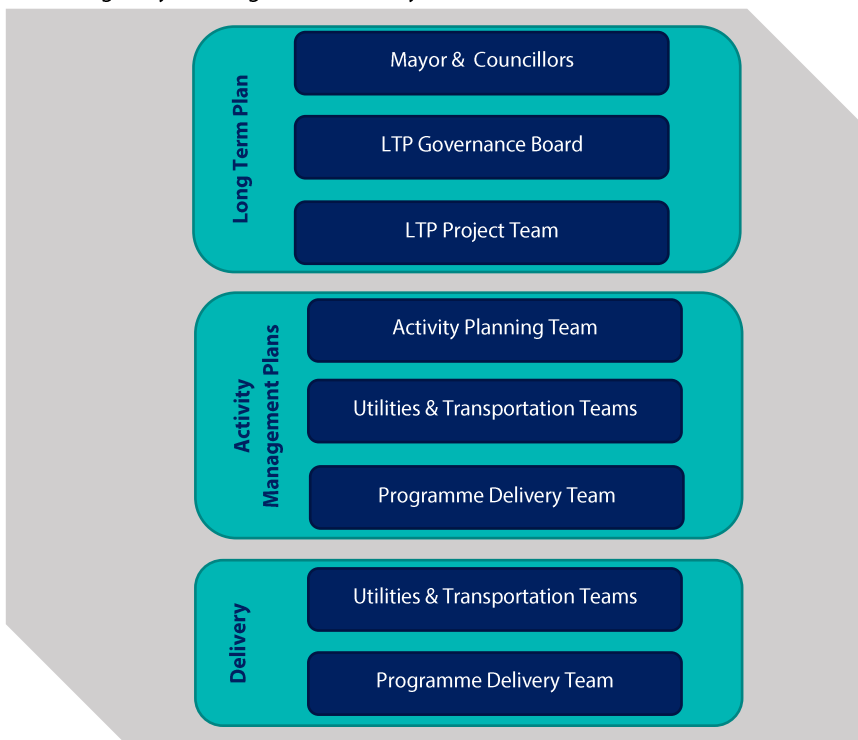 Long Term Plan
Mayor & Councillors
LTP Governance Board
LTP Project Team
Activity
Management Plans
Activity Planning Team
Utilities & Transportation Teams
Programme Delivery Team
Delivery
Utilities & Transportation Teams
Programme Delivery Team